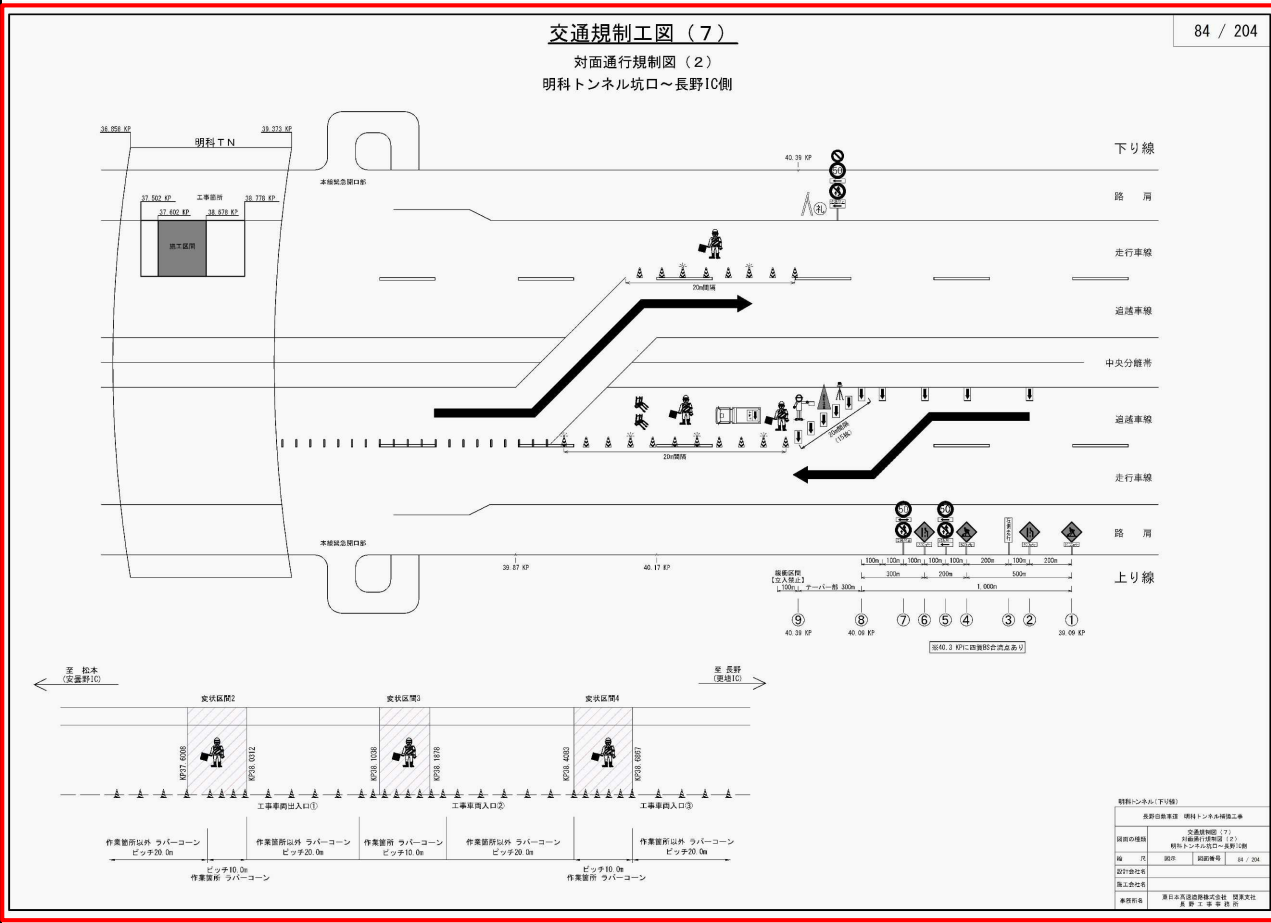 交通規制工図（7）
84 / 204
対面通行規制図（2）
明科トンネル坑口～長野IC側
36.858 KP
39.373 KP
明科TN
下り線
40.39 KP
50
本線緊急開口部
37.502 KP
工事箇所
38.778 KP
37.602 KP
38.678 KP
路 肩
札
施工区間
走行車線
20m間隔
追越車線
中央分離帯
追越車線
20m間隔
走行車線
50
50
路 肩
本線緊急開口部
39.87 KP
40.17 KP
100m
100m
100m
100m
100m
200m
100m
200m
上り線
緩衝区間
【立入禁止】
300m
200m
500m
100m
テーパー部 300m
1,000m
⑨
⑧
⑦
⑥
⑤
④
③
②
①
40.39 KP
40.09 KP
39.09 KP
※40.3 KPに四賀BS合流点あり
至 松本
(安曇野IC)
至 長野
(更埴IC)
変状区間2
変状区間3
変状区間4
KP37.6008
KP38.0312
KP38.1038
KP38.1878
KP38.4083
KP38.6867
工事車両出入口①
工事車両入口②
工事車両入口③
作業箇所以外 ラバーコーン
ピッチ20.0m
作業箇所以外 ラバーコーン
ピッチ20.0m
作業箇所 ラバーコーン
ピッチ10.0m
作業箇所以外 ラバーコーン
ピッチ20.0m
作業箇所以外 ラバーコーン
ピッチ20.0m
ピッチ10.0m
作業箇所 ラバーコーン
ピッチ10.0m
作業箇所 ラバーコーン
明科トンネル(下り線)
長野自動車道 明科トンネル補強工事
図面の種類
交通規制図（7）
対面通行規制図（2）
明科トンネル坑口～長野IC側
縮 尺
図示
図面番号
84 / 204
設計会社名
施工会社名
事務所名
東日本高速道路株式会社 関東支社
長野工事事務所